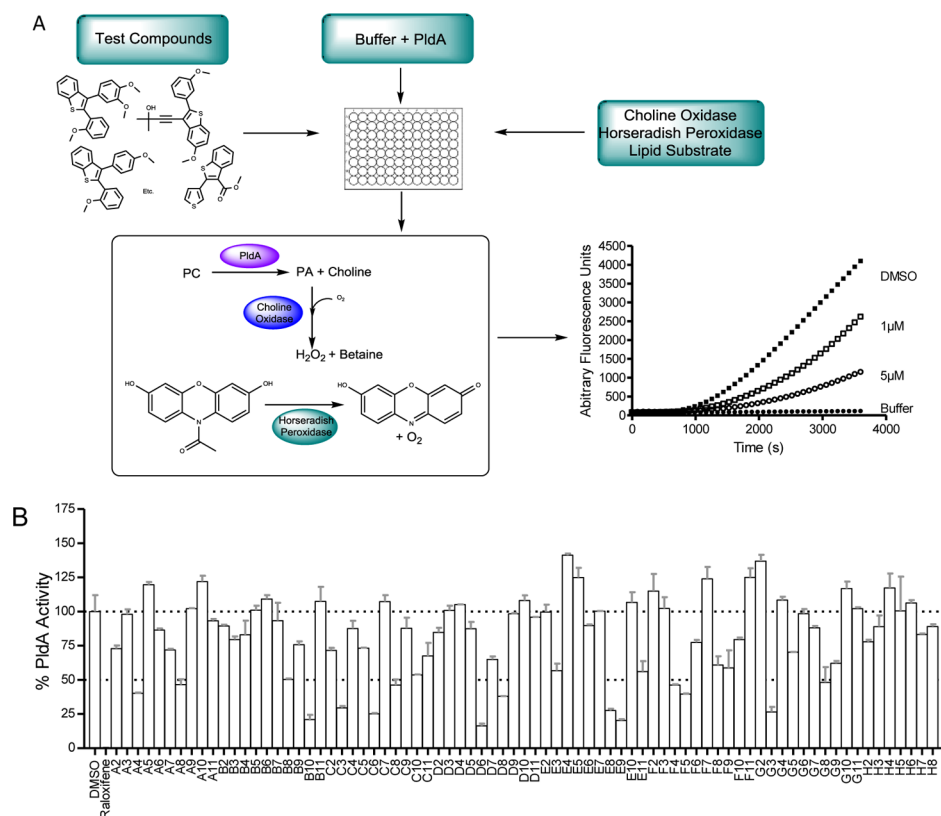 A
Test Compounds
Buffer + PldA
Choline Oxidase
Horseradish Peroxidase
Lipid Substrate
O
O
O
S
OH
O
S
O
O
S
O
Etc.
S
O
O
S
PldA
PC
PA + Choline
Choline
Oxidase
O₂
H₂O₂ + Betaine
HO
O
OH
N
O
Horseradish
Peroxidase
HO
O
O
N
+ O₂
Abitrary Fluorescence Units
4500
4000
3500
3000
2500
2000
1500
1000
500
0
DMSO
1µM
5µM
Buffer
0
1000
2000
3000
4000
Time (s)
B
% PldA Activity
175
150
125
100
75
50
25
0
DMSO
Raloxifene
A2
A3
A4
A5
A6
A7
A8
A9
A10
A11
B2
B3
B4
B5
B6
B7
B8
B9
B10
C2
C3
C4
C5
C6
C7
C8
C9
C10
C11
D2
D3
D4
D5
D6
D7
D8
D9
D10
D11
E2
E3
E4
E5
E6
E7
E8
E9
E10
E11
F2
F3
F4
F5
F6
F7
F8
F9
F10
F11
G2
G3
G4
G5
G6
G7
G8
G9
G10
G11
H2
H3
H4
H5
H6
H7
H8